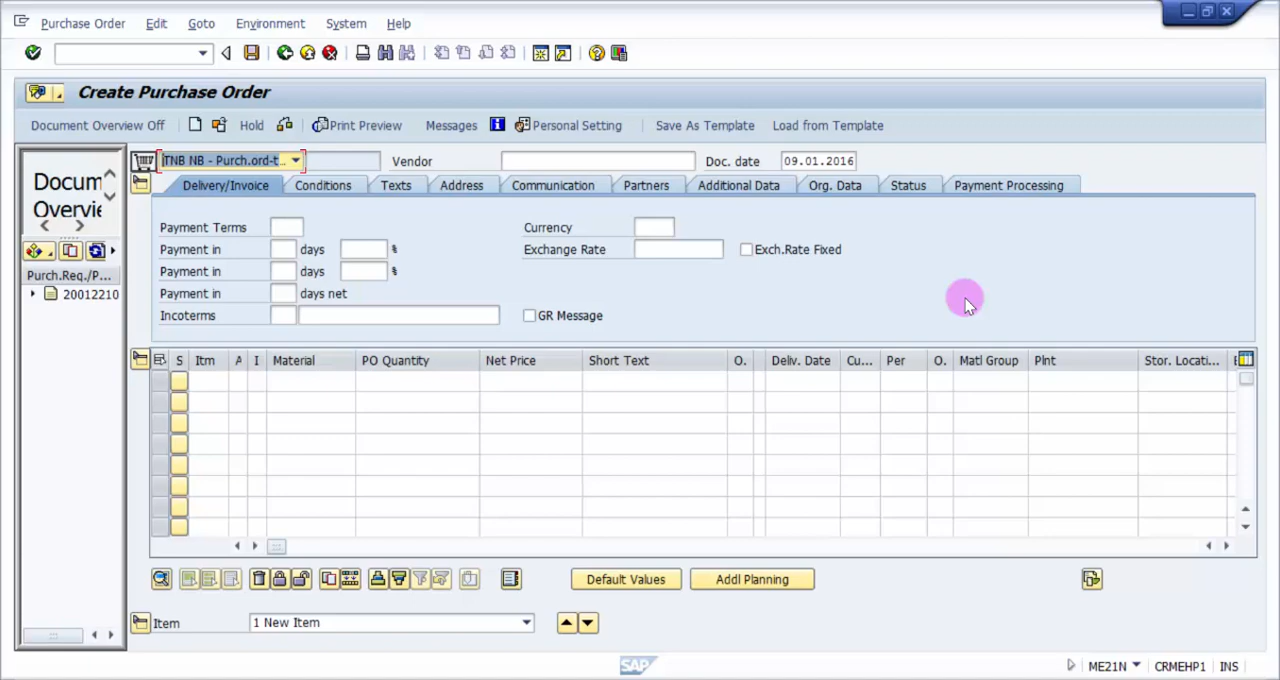 Purchase Order Edit Goto Environment System Help
Create Purchase Order
Document Overview Off Hold Print Preview Messages Personal Setting Save As Template Load from Template
Docum
Overvie
Purch.Req./P...
20012210
TNB NB - Purch.ord-t... Vendor Doc. date 09.01.2016
Delivery/Invoice Conditions Texts Address Communication Partners Additional Data Org. Data Status Payment Processing
Payment Terms Currency
Payment in days % Exchange Rate Exch.Rate Fixed
Payment in days %
Payment in days net
Incoterms GR Message
S Itm A I Material PO Quantity Net Price Short Text O. Deliv. Date Cu... Per O. Matl Group Plnt Stor. Locati...
Default Values Addl Planning
Item 1 New Item
SAP ME21N CRMEHP1 INS